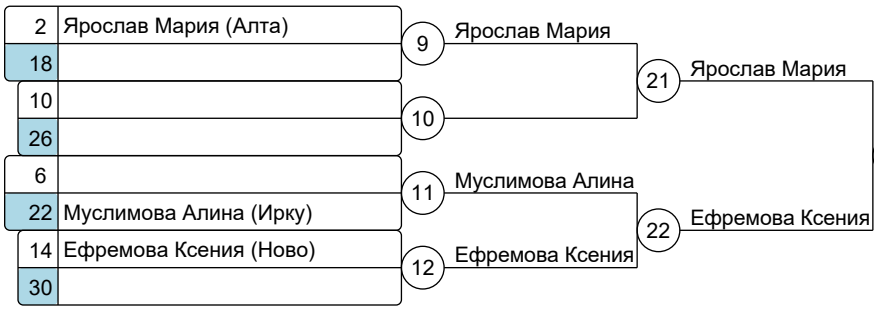 2 Ярослав Мария (Алта)
18
9 Ярослав Мария
10
26
10
21 Ярослав Мария
6
22 Муслимова Алина (Ирку)
11 Муслимова Алина
14 Ефремова Ксения (Ново)
30
12 Ефремова Ксения
22 Ефремова Ксения